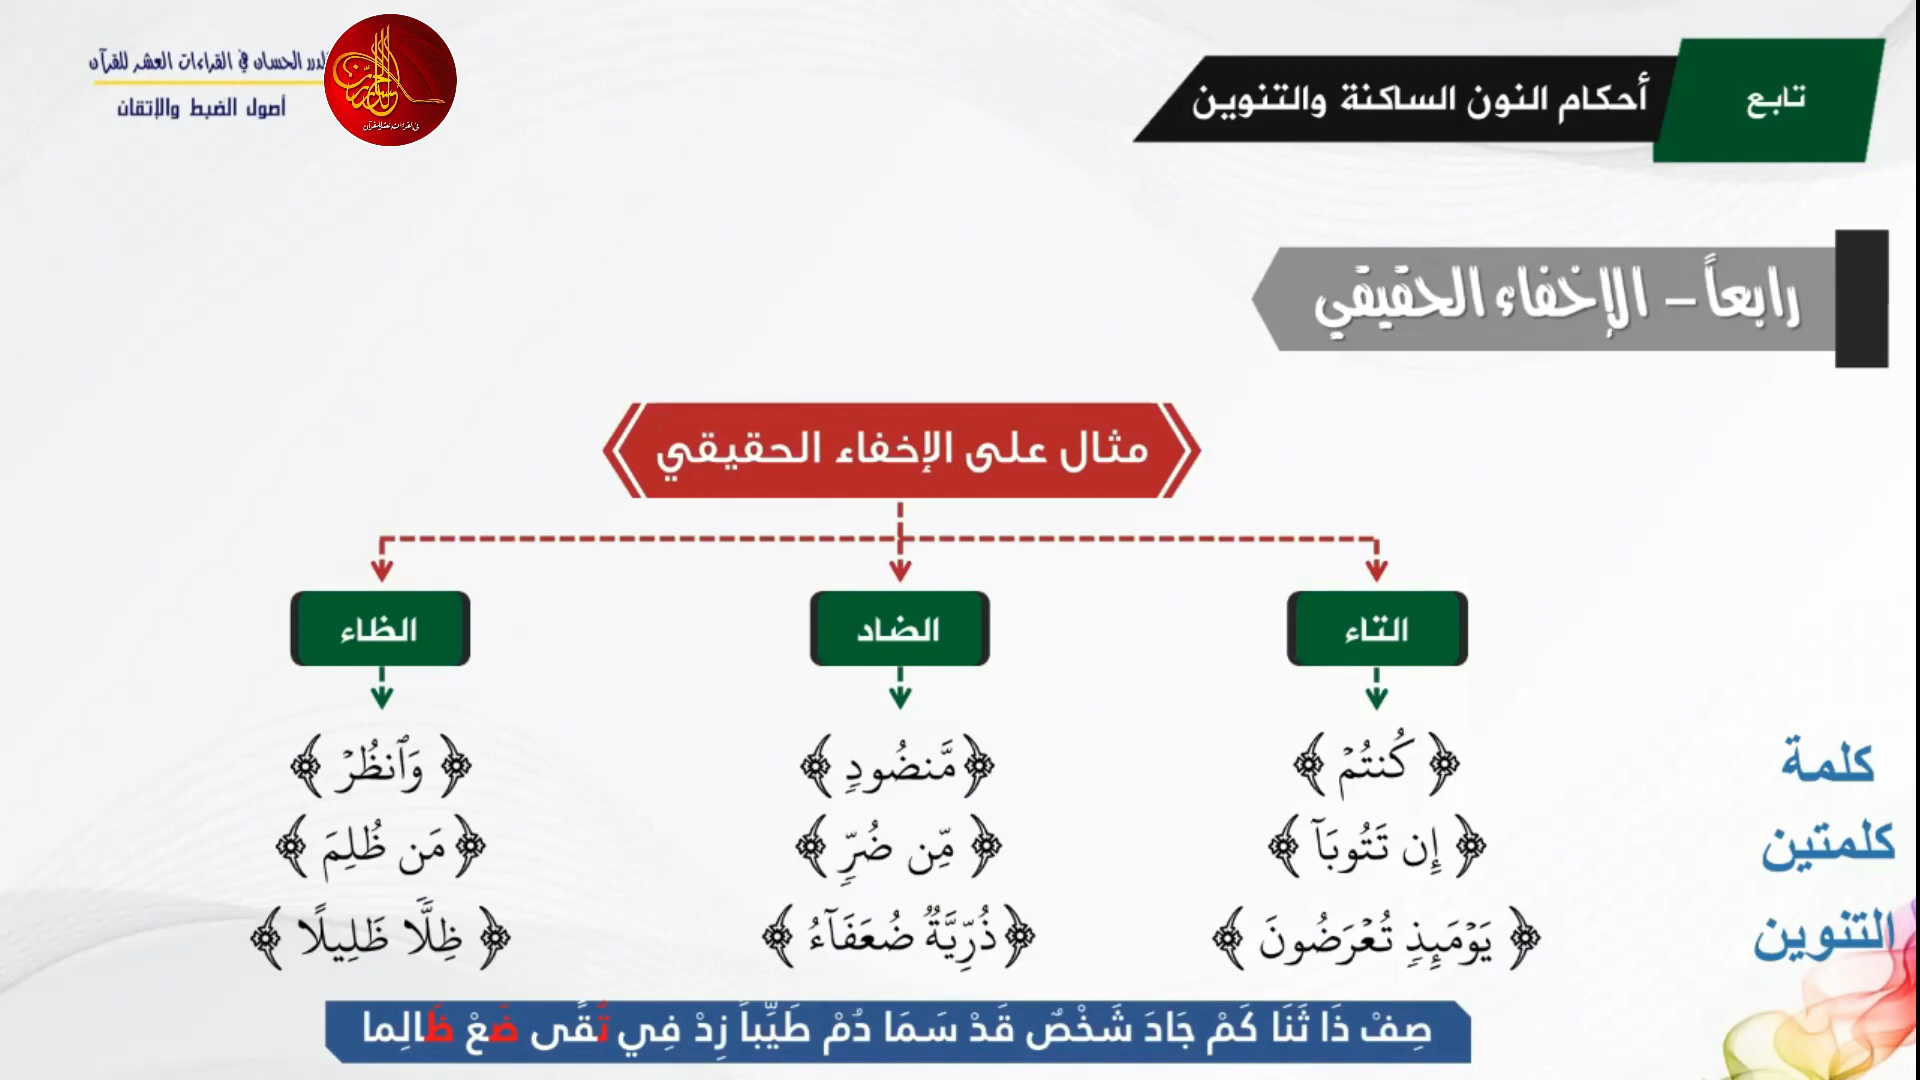 تابع
أحكام النون الساكنة والتنوين
الدرر الحسان في القراءات العشر للقرآن
أصول الضبط والإتقان
رابعاً – الإخفاء الحقيقي
مثال على الإخفاء الحقيقي
التاء
الضاد
الظاء
كلمة
﴿كُنتُمۡ﴾
﴿مَّنضُودٖ﴾
﴿وَٱنظُرۡ﴾
كلمتين
﴿إِن تَتُوبَآ﴾
﴿مِّن ضُرّٖ﴾
﴿مَن ظُلِمَ﴾
التنوين
﴿يَوۡمَئِذٖ تُعۡرَضُونَ﴾
﴿ذُرِّيَّةٞ ضُعَفَآءُ﴾
﴿ظِلّٗا ظَلِيلًا﴾
صِفْ ذَا ثَنَا كَمْ جَادَ شَخْصٌ قَدْ سَمَا دُمْ طَيِّباً زِدْ فِي تُقًى ضَعْ ظَالِما